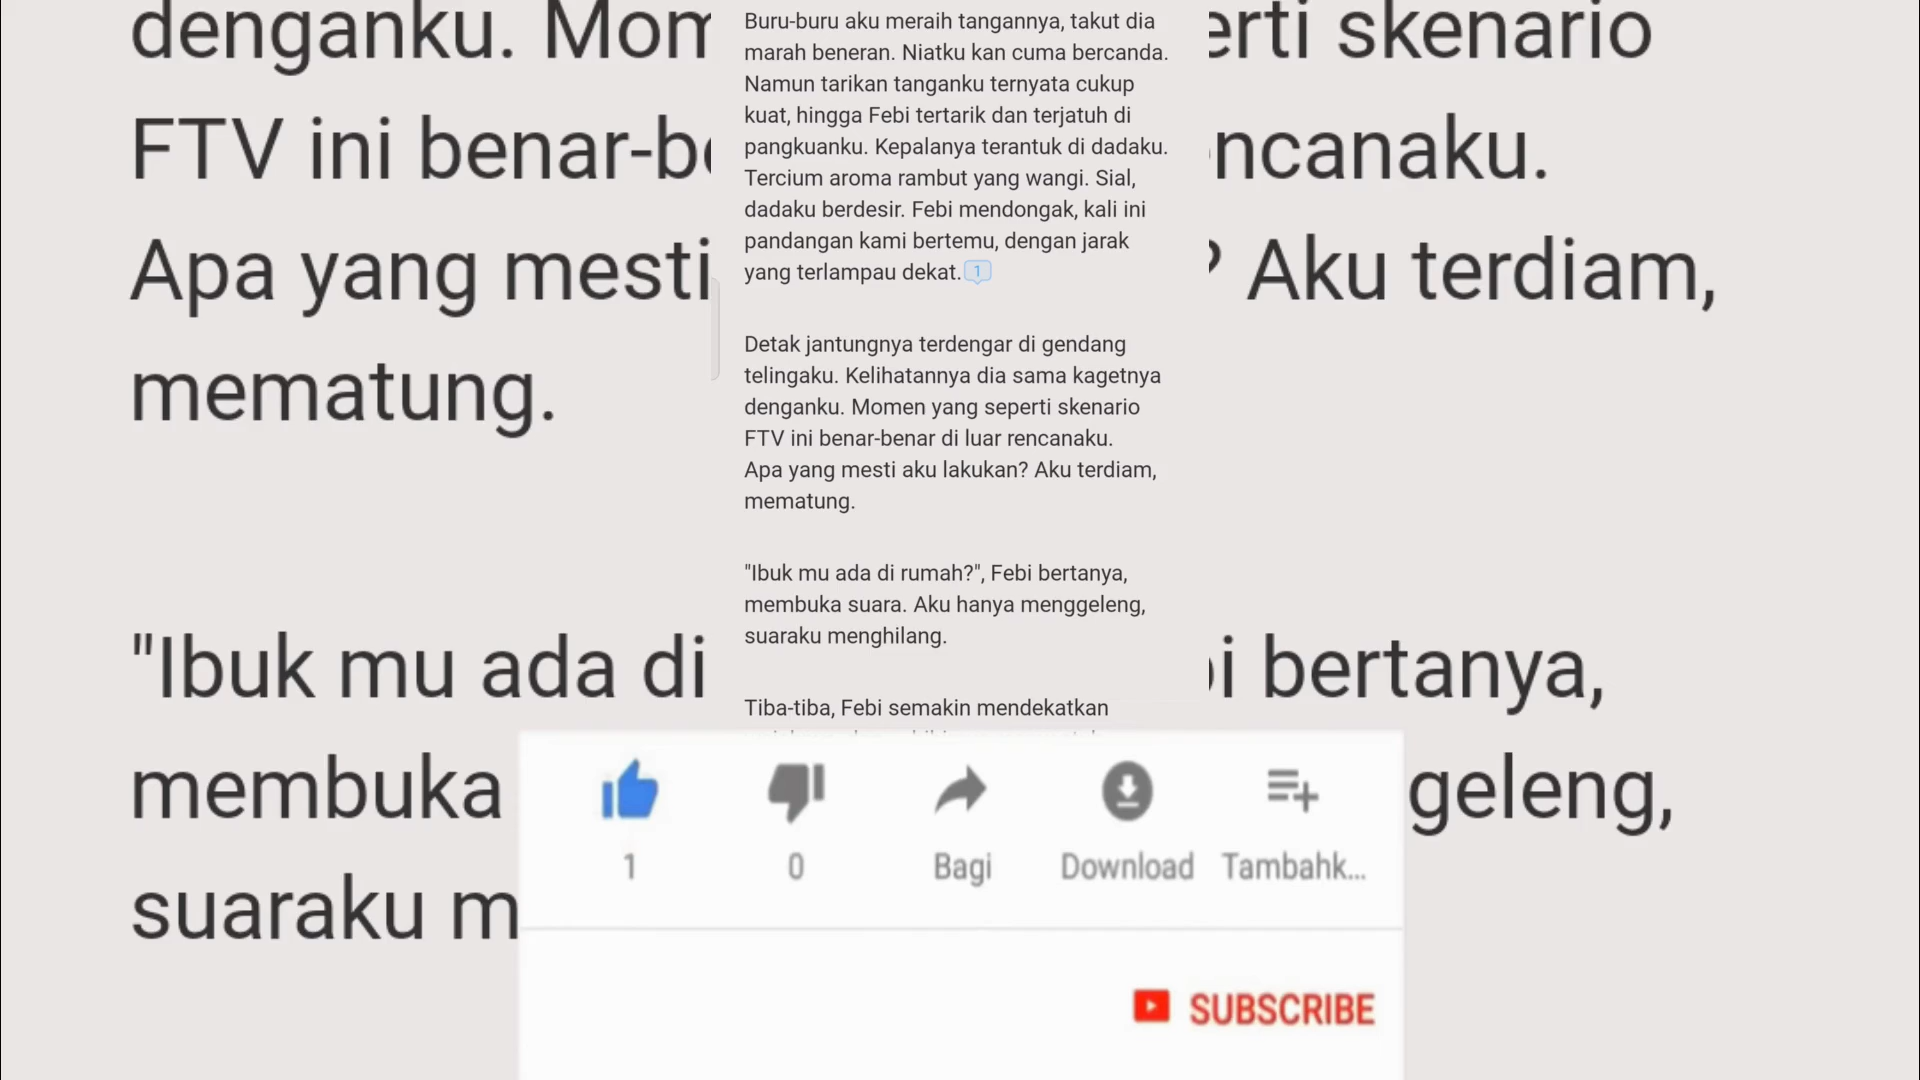 Buru-buru aku meraih tangannya, takut dia
marah beneran. Niatku kan cuma bercanda.
Namun tarikan tanganku ternyata cukup
kuat, hingga Febi tertarik dan terjatuh di
pangkuanku. Kepalanya terantuk di dadaku.
Tercium aroma rambut yang wangi. Sial,
dadaku berdesir. Febi mendongak, kali ini
pandangan kami bertemu, dengan jarak
yang terlampau dekat. 1
Detak jantungnya terdengar di gendang
telingaku. Kelihatannya dia sama kagetnya
denganku. Momen yang seperti skenario
FTV ini benar-benar di luar rencanaku.
Apa yang mesti aku lakukan? Aku terdiam,
mematung.
"Ibuk mu ada di rumah?", Febi bertanya,
membuka suara. Aku hanya menggeleng,
suaraku menghilang.
Tiba-tiba, Febi semakin mendekatkan
denganku. Mom erti skenario
FTV ini benar-be ncanaku.
Apa yang mesti ? Aku terdiam,
mematung.
"Ibuk mu ada di bi bertanya,
membuka geleng,
suaraku m
1 0 Bagi Download Tambahk...
SUBSCRIBE